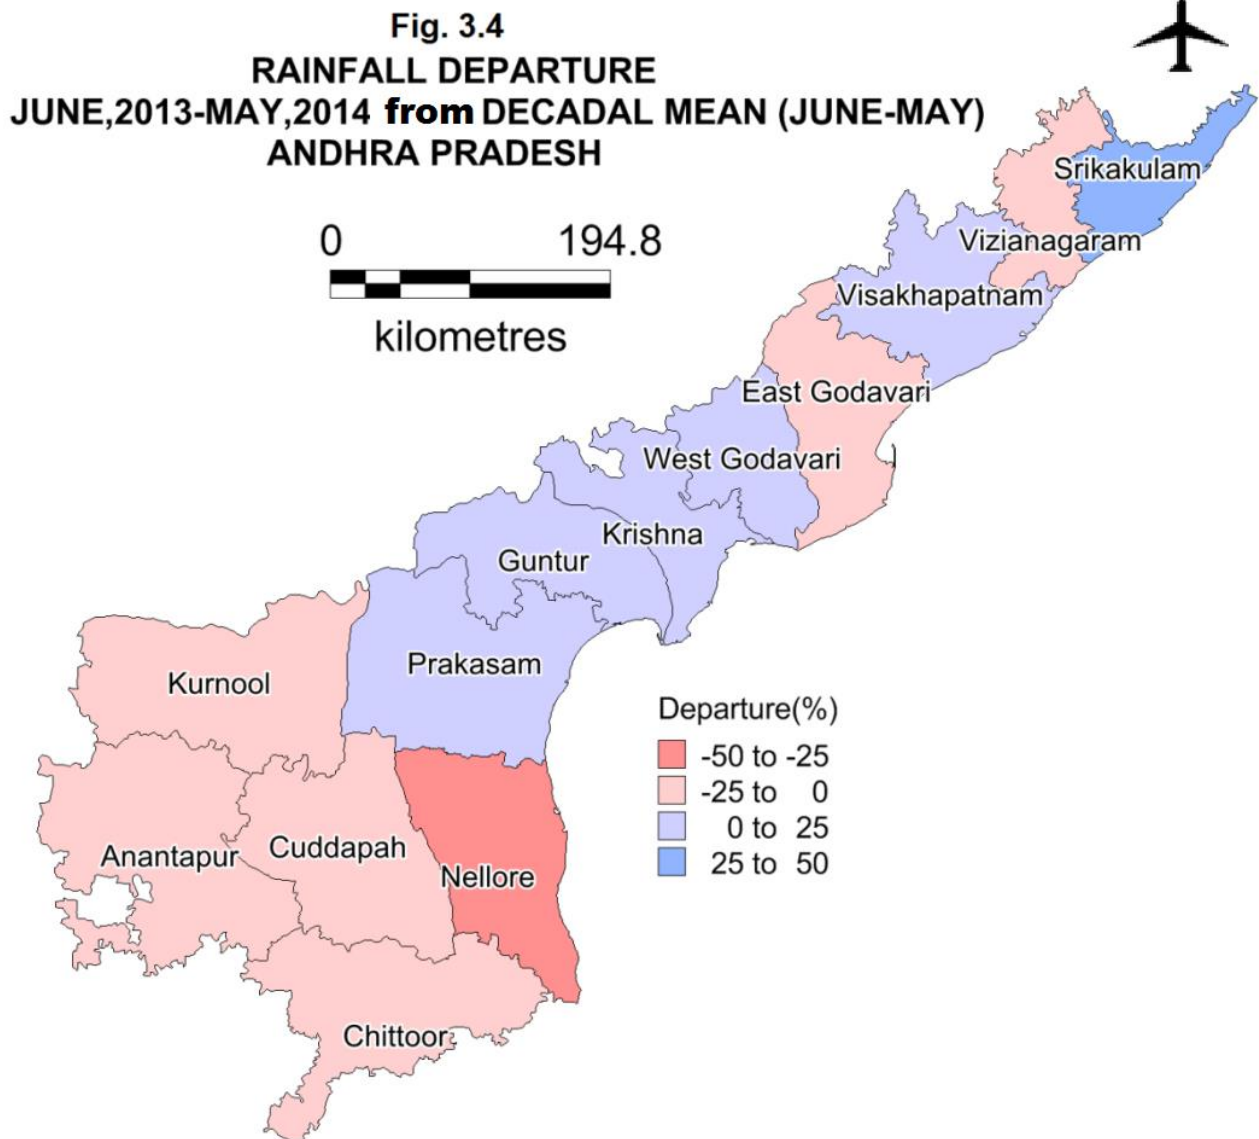 Fig. 3.4
RAINFALL DEPARTURE
JUNE,2013-MAY,2014 from DECADAL MEAN (JUNE-MAY)
ANDHRA PRADESH
0 194.8
kilometres
Srikakulam
Vizianagaram
Visakhapatnam
East Godavari
West Godavari
Krishna
Guntur
Prakasam
Kurnool
Departure(%)
-50 to -25
-25 to 0
0 to 25
25 to 50
Anantapur
Cuddapah
Nellore
Chittoor